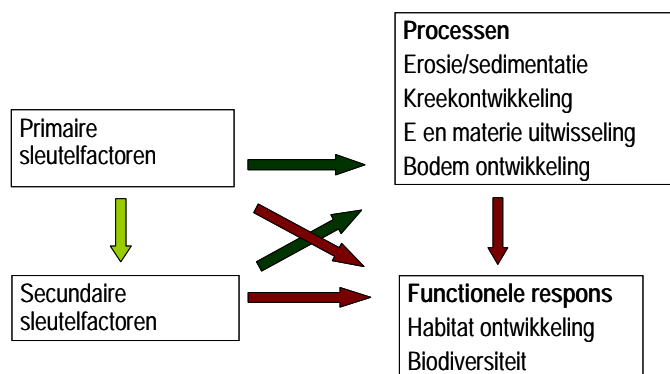 Primaire
sleutelfactoren
Secundaire
sleutelfactoren
Processen
Erosie/sedimentatie
Kreekontwikkeling
E en materie uitwisseling
Bodem ontwikkeling
Functionele respons
Habitat ontwikkeling
Biodiversiteit